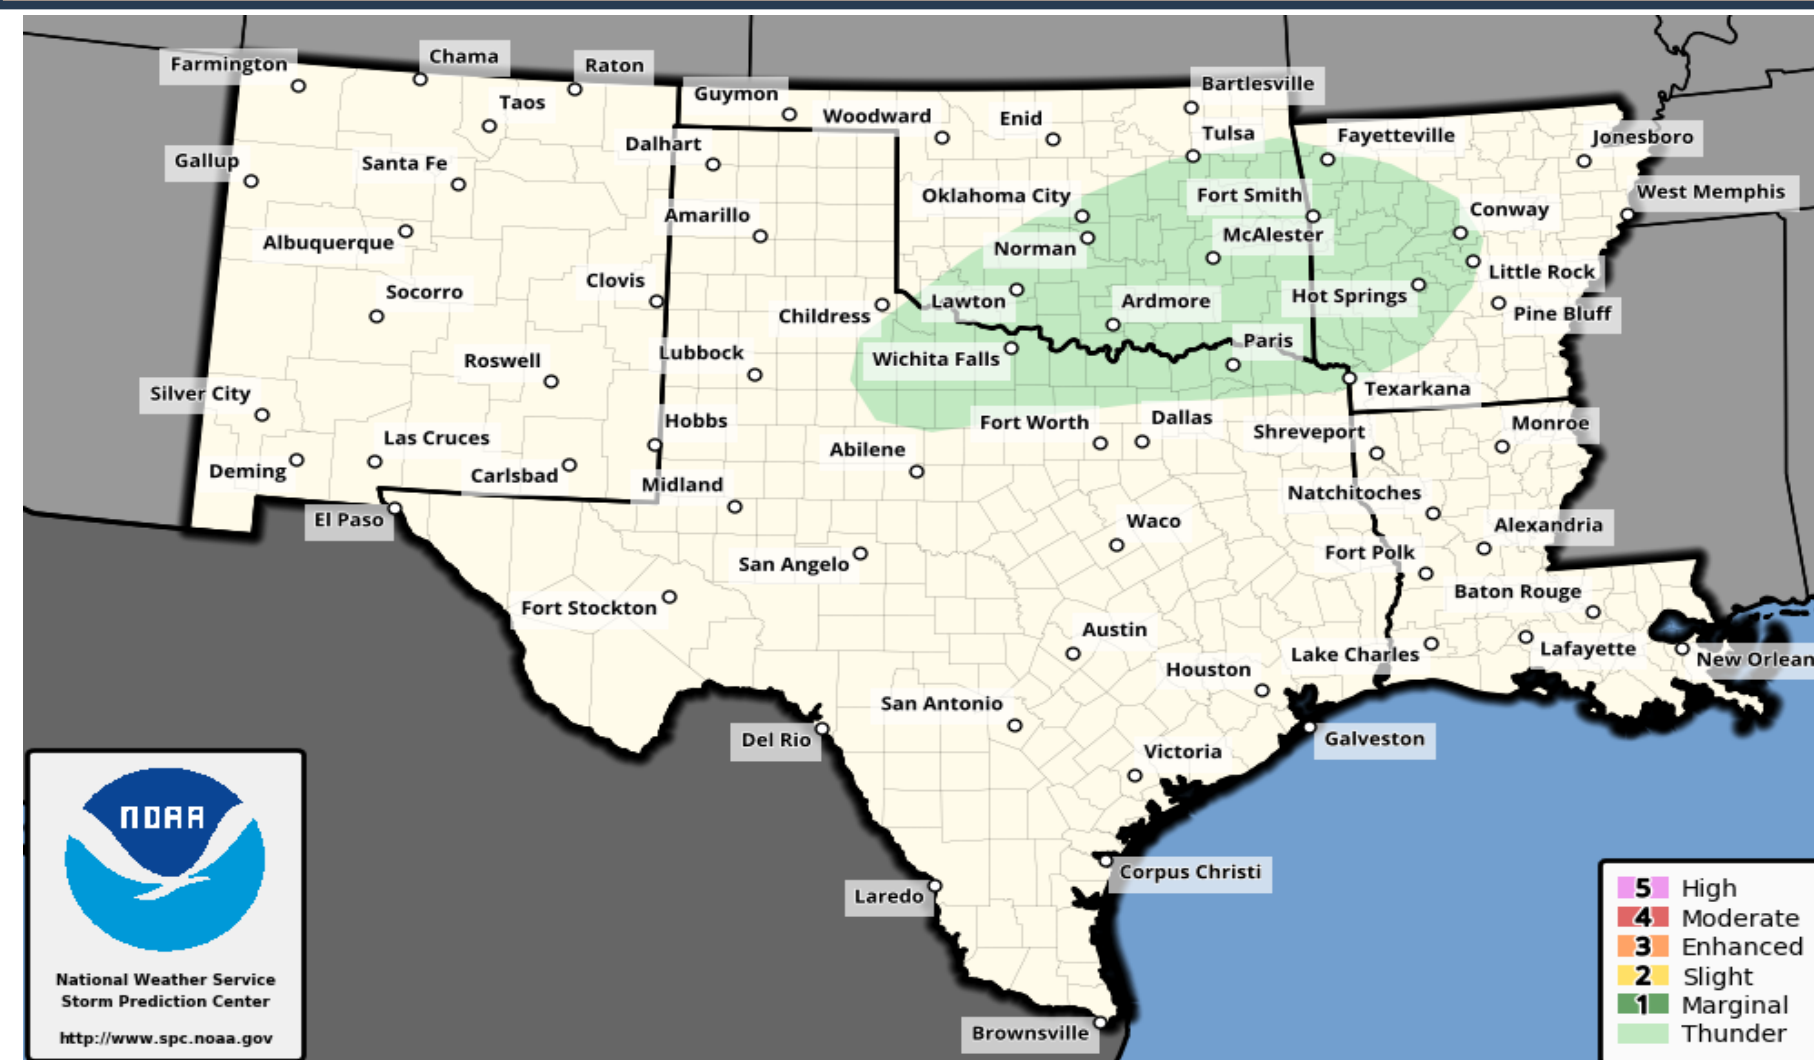 Farmington
Chama
Raton
Taos
Guymon
Woodward
Enid
Bartlesville
Tulsa
Fayetteville
Jonesboro
Gallup
Santa Fe
Dalhart
Oklahoma City
Fort Smith
Conway
West Memphis
Albuquerque
Amarillo
Norman
McAlester
Little Rock
Socorro
Clovis
Childress
Lawton
Ardmore
Hot Springs
Pine Bluff
Roswell
Lubbock
Wichita Falls
Paris
Texarkana
Silver City
Hobbs
Abilene
Fort Worth
Dallas
Shreveport
Monroe
Deming
Las Cruces
Carlsbad
Midland
Natchitoches
Alexandria
El Paso
San Angelo
Waco
Fort Polk
Baton Rouge
Fort Stockton
Austin
Houston
Lake Charles
Lafayette
New Orlean
Del Rio
San Antonio
Victoria
Galveston
Laredo
Corpus Christi
Brownsville
NOAA
National Weather Service
Storm Prediction Center
http://www.spc.noaa.gov
5 High
4 Moderate
3 Enhanced
2 Slight
1 Marginal
Thunder